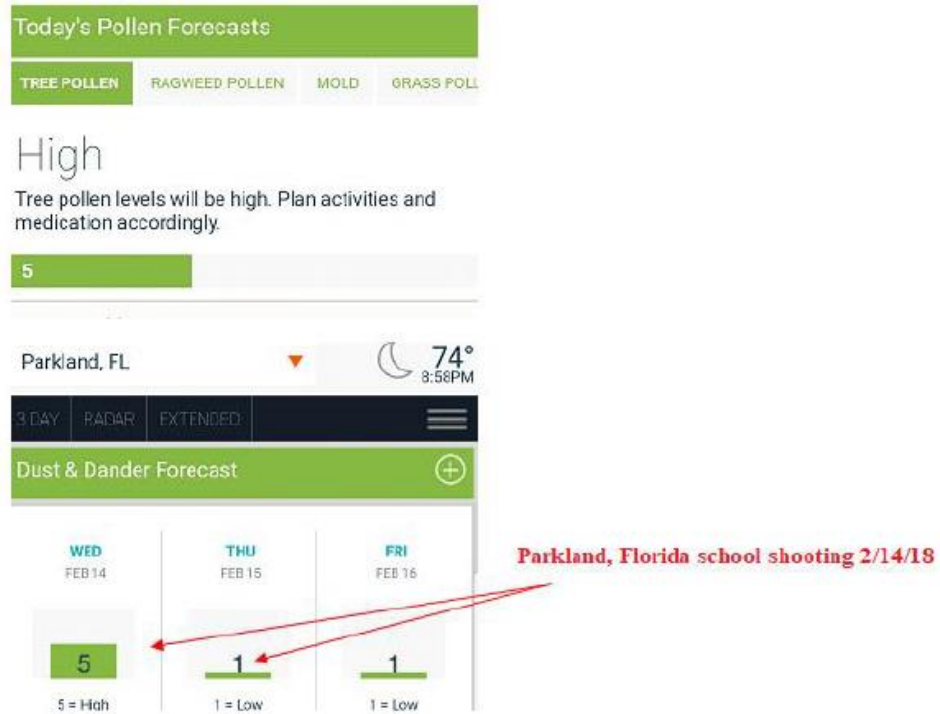 Today's Pollen Forecasts
TREE POLLEN RAGWEED POLLEN MOLD GRASS POLL
High
Tree pollen levels will be high. Plan activities and
medication accordingly.
5
Parkland, FL 74°
8:58PM
3 DAY RADAR EXTENDED
Dust & Dander Forecast
WED THU FRI
FEB 14 FEB 15 FEB 16
Parkland, Florida school shooting 2/14/18
5 1 1
5 = High 1 = Low 1 = Low